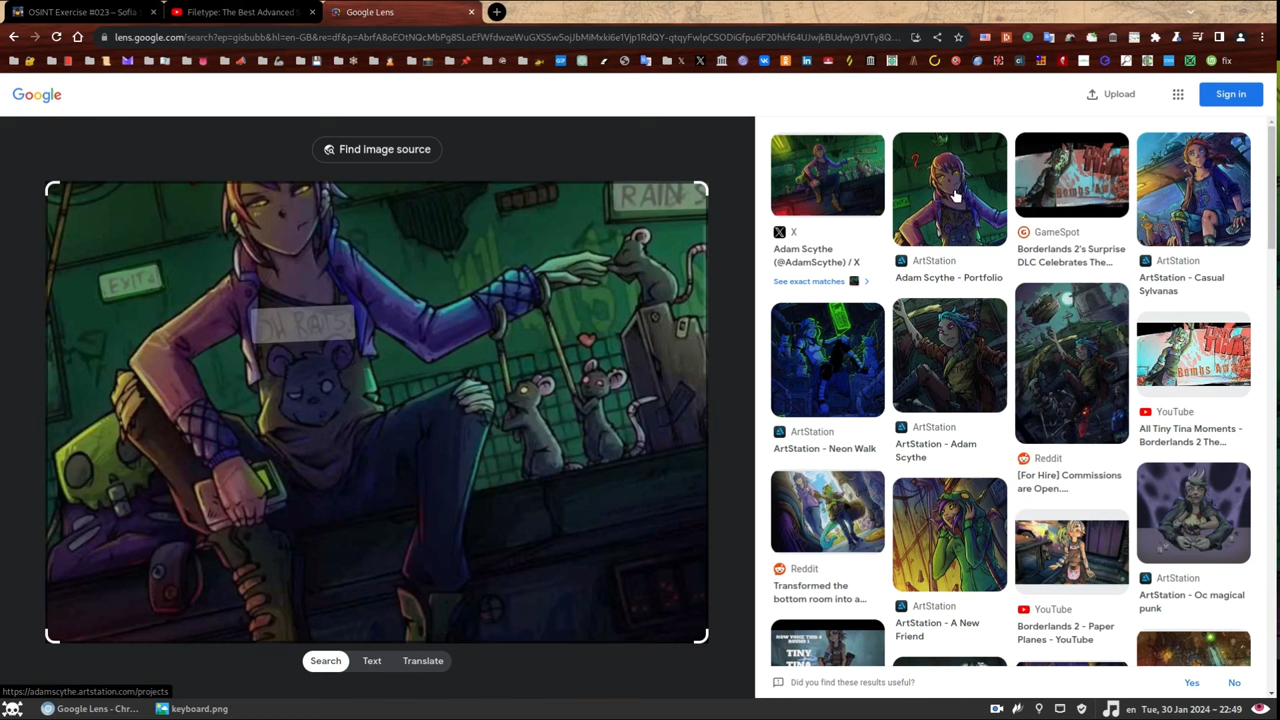 OSINT Exercise #023 – Sofia
Filetype: The Best Advanced S
Google Lens
lens.google.com/search?ep=gisbubb&hl=en-GB&re=df&p=
fix
Google
Upload
Sign in
Find image source
RAIN S
OH RATS!
Search
Text
Translate
X
Adam Scythe
(@AdamScythe) / X
See exact matches
ArtStation
Adam Scythe - Portfolio
GameSpot
Borderlands 2's Surprise
DLC Celebrates The...
ArtStation
ArtStation - Casual
Sylvanas
ArtStation
ArtStation - Neon Walk
ArtStation
ArtStation - Adam
Scythe
Reddit
[For Hire] Commissions
are Open....
YouTube
All Tiny Tina Moments -
Borderlands 2 The...
Reddit
Transformed the
bottom room into a...
ArtStation
ArtStation - A New
Friend
YouTube
Borderlands 2 - Paper
Planes - YouTube
ArtStation
ArtStation - Oc magical
punk
TINY
TINA
Did you find these results useful?
Yes
No
https://adamscythe.artstation.com/projects
Google Lens - Chr...
keyboard.png
en
Tue, 30 Jan 2024 ~ 22:49